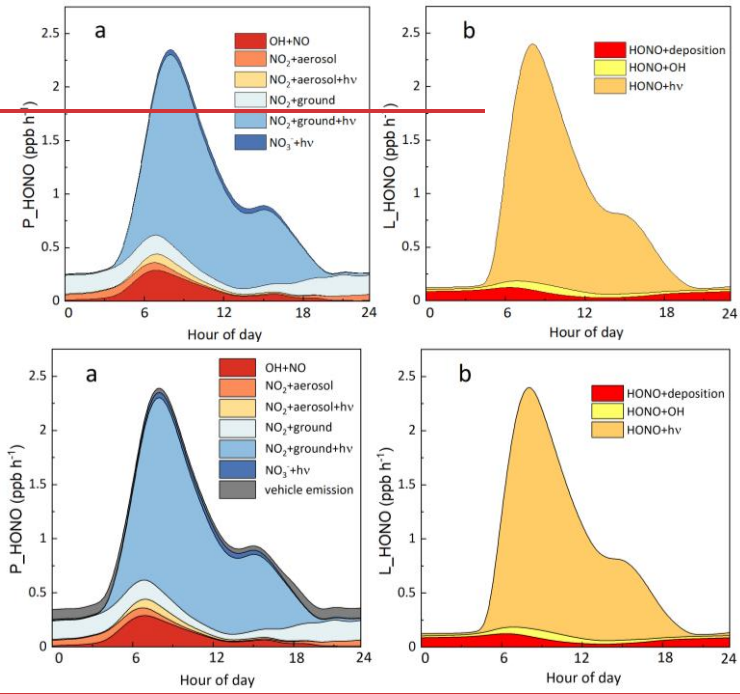 a
OH+NO
NO₂+aerosol
NO₂+aerosol+hν
NO₂+ground
NO₂+ground+hν
NO₃⁻+hν
P_HONO (ppb h⁻¹)
2.5
2
1.5
1
0.5
0
0 6 12 18 24
Hour of day
b
HONO+deposition
HONO+OH
HONO+hν
L_HONO (ppb h⁻¹)
2.5
2
1.5
1
0.5
0
0 6 12 18 24
Hour of day
a
OH+NO
NO₂+aerosol
NO₂+aerosol+hν
NO₂+ground
NO₂+ground+hν
NO₃⁻+hν
vehicle emission
P_HONO (ppb h⁻¹)
2.5
2
1.5
1
0.5
0
0 6 12 18 24
Hour of day
b
HONO+deposition
HONO+OH
HONO+hν
L_HONO (ppb h⁻¹)
2.5
2
1.5
1
0.5
0
0 6 12 18 24
Hour of day